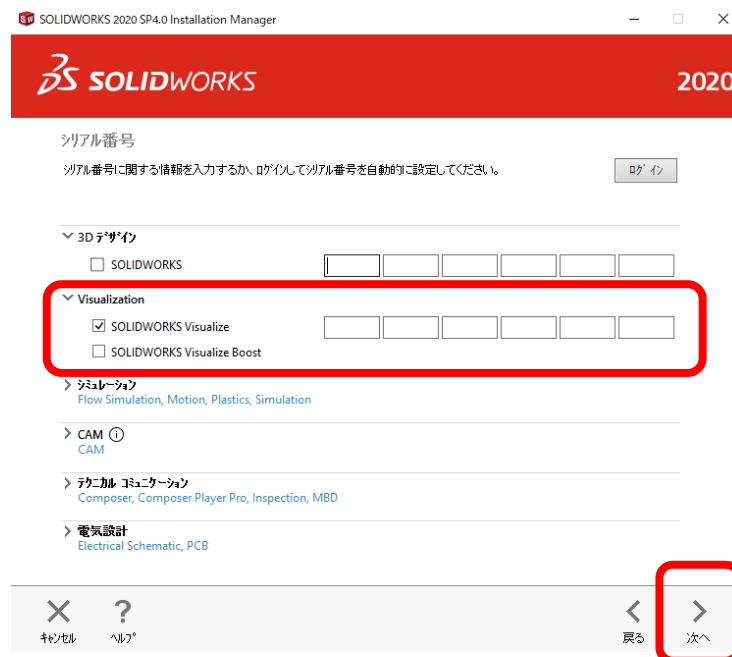 SOLIDWORKS 2020 SP4.0 Installation Manager
SOLIDWORKS 2020
シリアル番号
シリアル番号に関する情報を入力するか、ログインしてシリアル番号を自動的に設定してください。
ログイン
3D デザイン
SOLIDWORKS
Visualization
SOLIDWORKS Visualize
SOLIDWORKS Visualize Boost
シミュレーション
Flow Simulation, Motion, Plastics, Simulation
CAM
CAM
テクニカル コミュニケーション
Composer, Composer Player Pro, Inspection, MBD
電気設計
Electrical Schematic, PCB
キャンセル ヘルプ 戻る 次へ